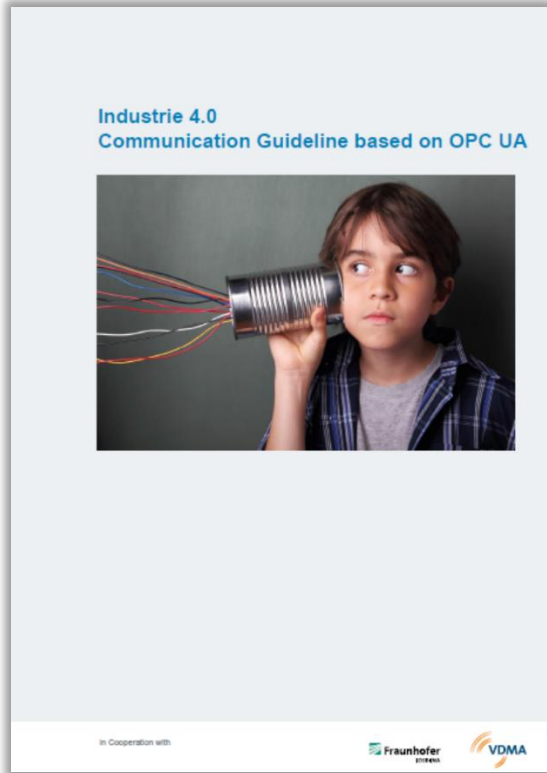 Industrie 4.0
Communication Guideline based on OPC UA
In Cooperation with
Fraunhofer
VDMA